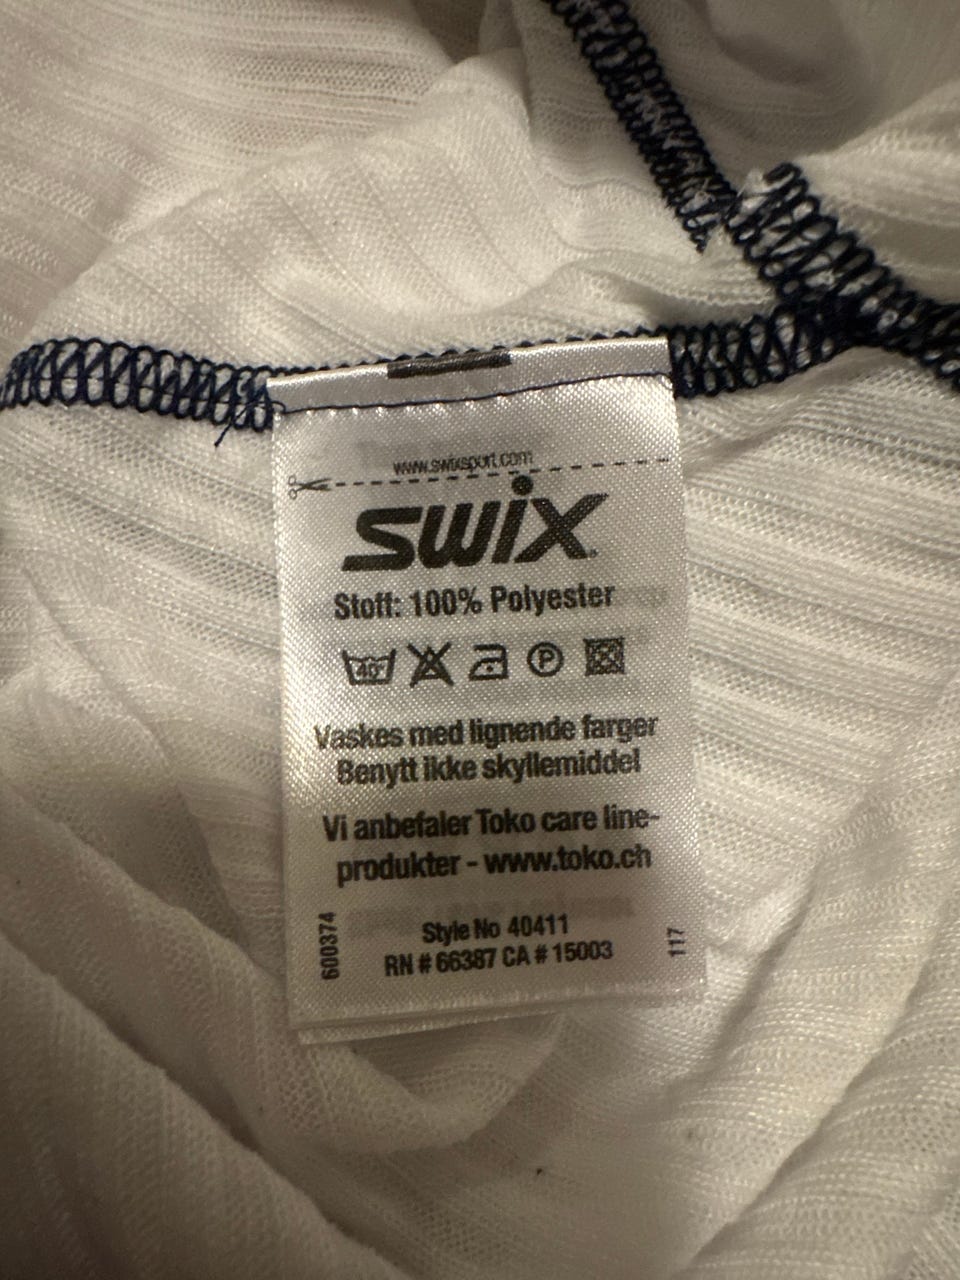 www.swixsport.com
SWIX
Stoff: 100% Polyester
40°
P
Vaskes med lignende farger
Benytt ikke skyllemiddel
Vi anbefaler Toko care line-
produkter - www.toko.ch
600374
Style No 40411
RN # 66387 CA # 15003
117